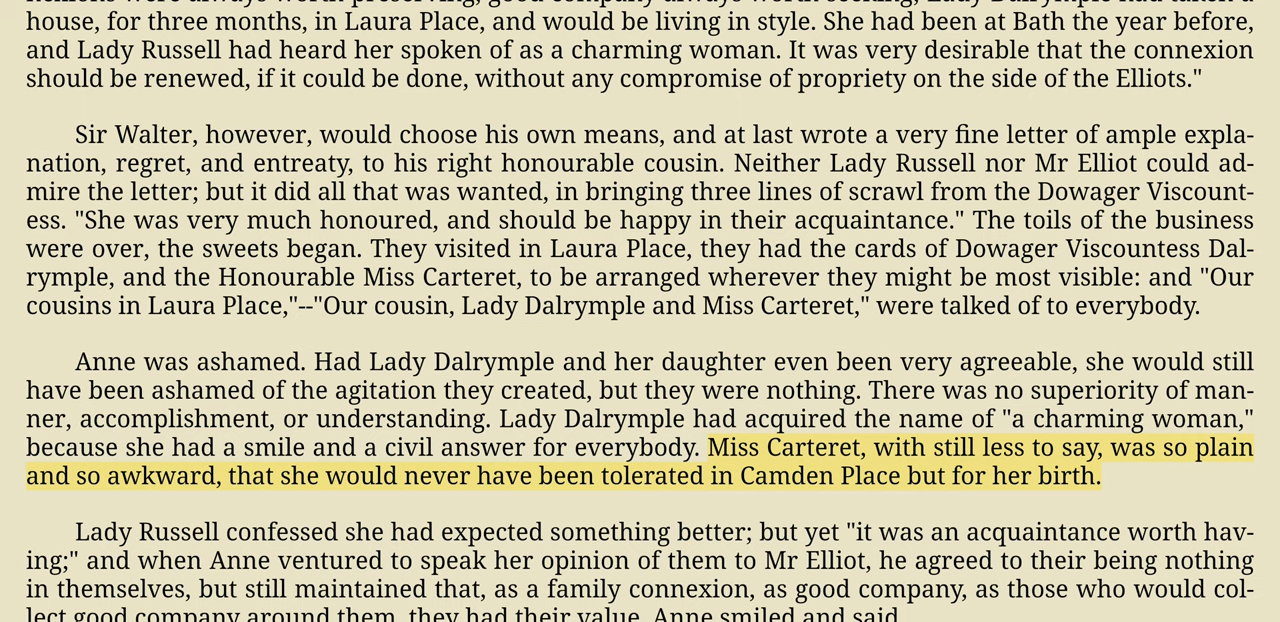 house, for three months, in Laura Place, and would be living in style. She had been at Bath the year before,
and Lady Russell had heard her spoken of as a charming woman. It was very desirable that the connexion
should be renewed, if it could be done, without any compromise of propriety on the side of the Elliots."
Sir Walter, however, would choose his own means, and at last wrote a very fine letter of ample expla-
nation, regret, and entreaty, to his right honourable cousin. Neither Lady Russell nor Mr Elliot could ad-
mire the letter; but it did all that was wanted, in bringing three lines of scrawl from the Dowager Viscount-
ess. "She was very much honoured, and should be happy in their acquaintance." The toils of the business
were over, the sweets began. They visited in Laura Place, they had the cards of Dowager Viscountess Dal-
rymple, and the Honourable Miss Carteret, to be arranged wherever they might be most visible: and "Our
cousins in Laura Place,"--"Our cousin, Lady Dalrymple and Miss Carteret," were talked of to everybody.
Anne was ashamed. Had Lady Dalrymple and her daughter even been very agreeable, she would still
have been ashamed of the agitation they created, but they were nothing. There was no superiority of man-
ner, accomplishment, or understanding. Lady Dalrymple had acquired the name of "a charming woman,"
because she had a smile and a civil answer for everybody. Miss Carteret, with still less to say, was so plain
and so awkward, that she would never have been tolerated in Camden Place but for her birth.
Lady Russell confessed she had expected something better; but yet "it was an acquaintance worth hav-
ing;" and when Anne ventured to speak her opinion of them to Mr Elliot, he agreed to their being nothing
in themselves, but still maintained that, as a family connexion, as good company, as those who would col-
lect good company around them, they had their value. Anne smiled and said,